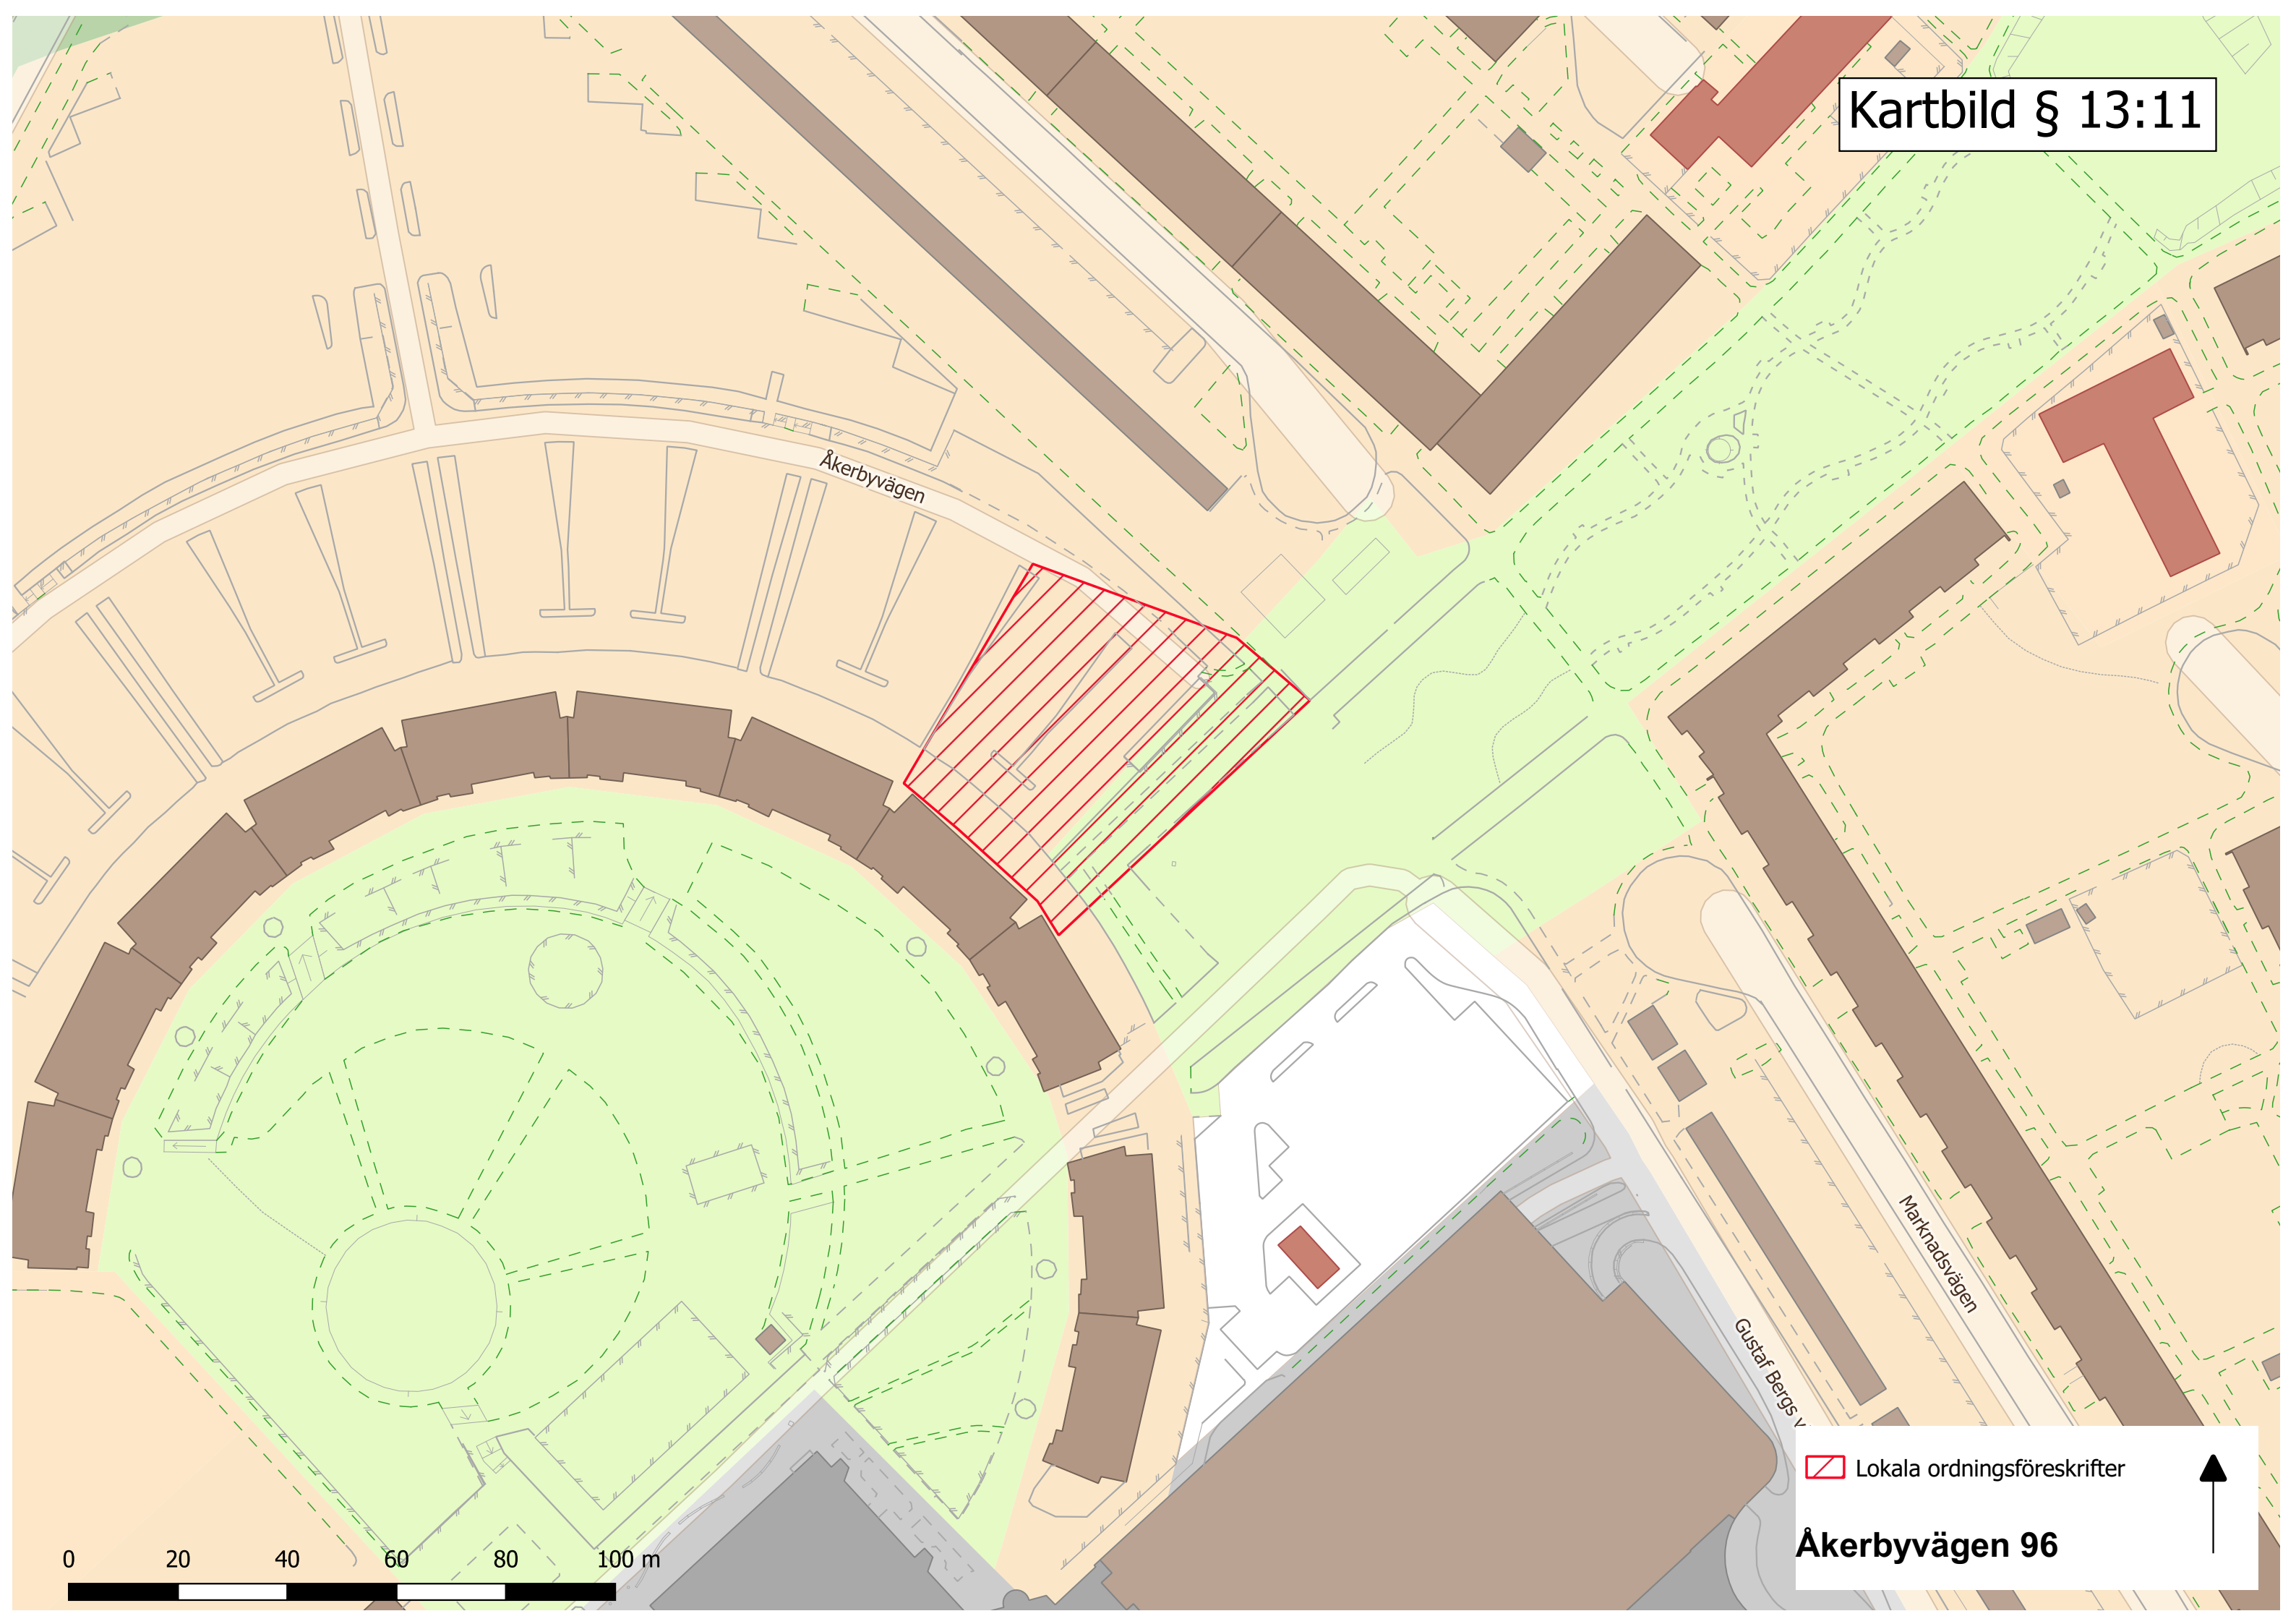 Kartbild § 13:11
Åkerbyvägen
Marknadsvägen
Gustaf Bergs v
Lokala ordningsföreskrifter
Åkerbyvägen 96
0 20 40 60 80 100 m